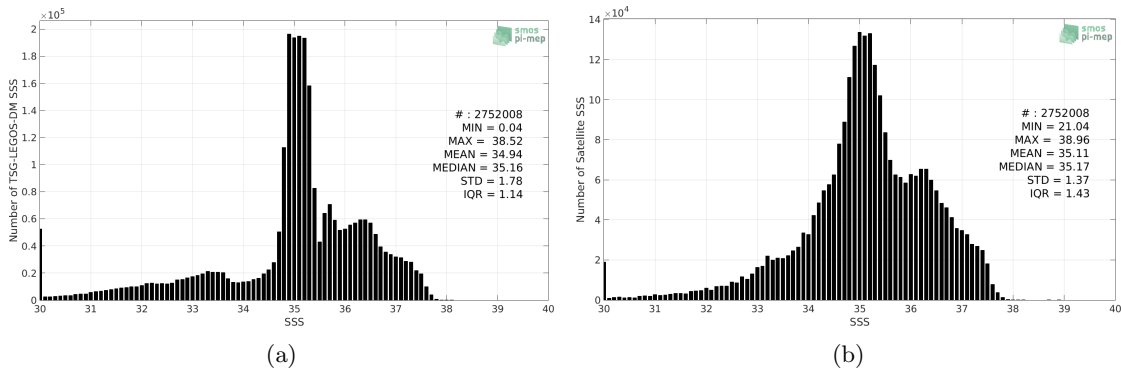 ×10⁵
2
1.8
1.6
1.4
1.2
1
0.8
0.6
0.4
0.2
0
30 31 32 33 34 35 36 37 38 39 40
SSS
Number of TSG-LEGOS-DM SSS
smos
pi-mep
# : 2752008
MIN = 0.04
MAX = 38.52
MEAN = 34.94
MEDIAN = 35.16
STD = 1.78
IQR = 1.14
(a)
×10⁴
14
12
10
8
6
4
2
0
30 31 32 33 34 35 36 37 38 39 40
SSS
Number of Satellite SSS
smos
pi-mep
# : 2752008
MIN = 21.04
MAX = 38.96
MEAN = 35.11
MEDIAN = 35.17
STD = 1.37
IQR = 1.43
(b)